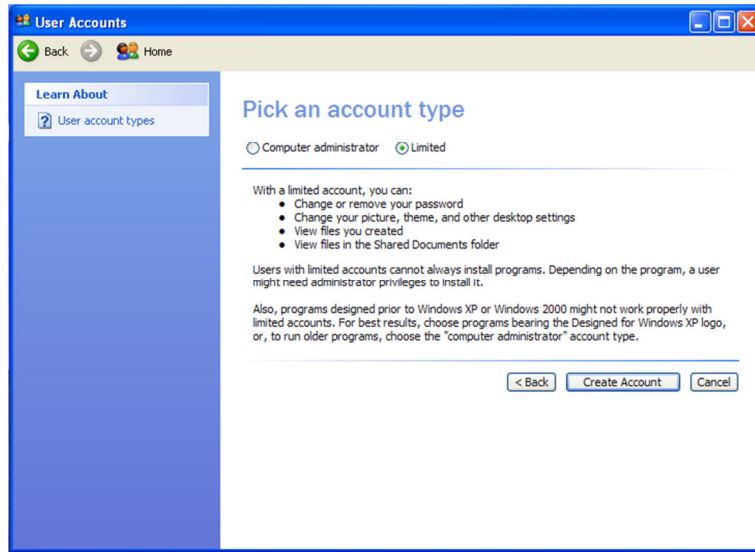 User Accounts
Back
Home
Learn About
User account types
Pick an account type
Computer administrator
Limited
With a limited account, you can:
Change or remove your password
Change your picture, theme, and other desktop settings
View files you created
View files in the Shared Documents folder
Users with limited accounts cannot always install programs. Depending on the program, a user
might need administrator privileges to install it.
Also, programs designed prior to Windows XP or Windows 2000 might not work properly with
limited accounts. For best results, choose programs bearing the Designed for Windows XP logo,
or, to run older programs, choose the "computer administrator" account type.
< Back
Create Account
Cancel